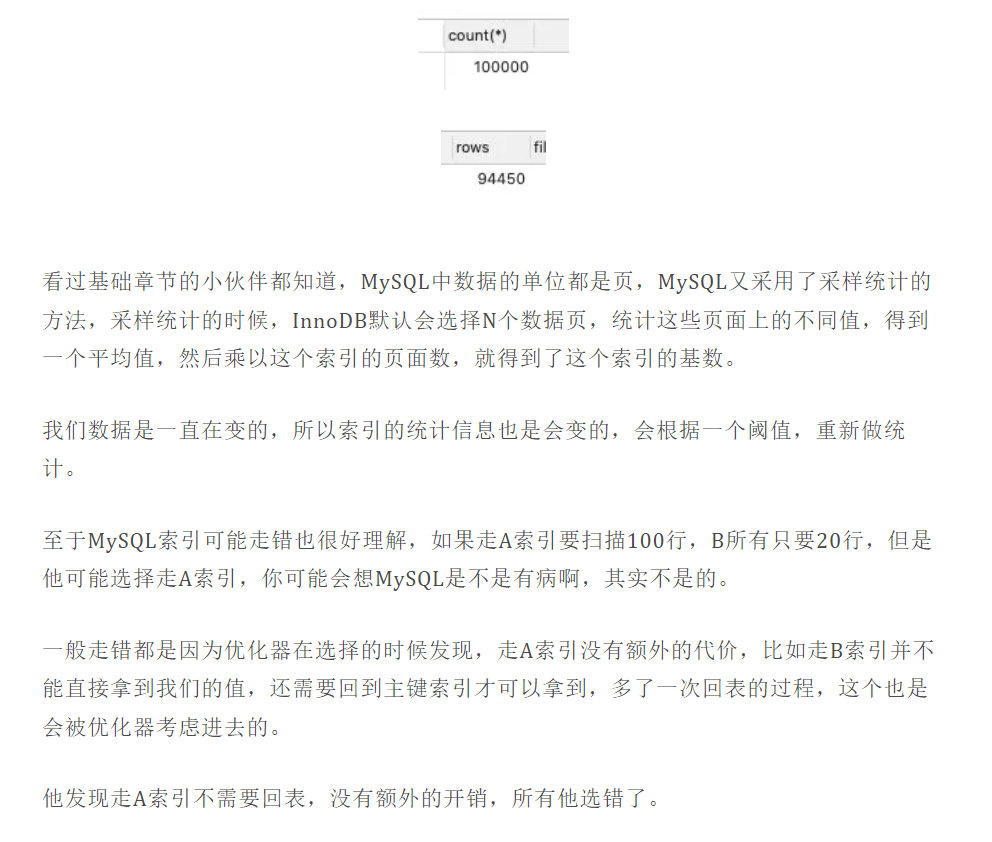 count(*)
100000
rows fil
94450
看过基础章节的小伙伴都知道，MySQL中数据的单位都是页，MySQL又采用了采样统计的
方法，采样统计的时候，InnoDB默认会选择N个数据页，统计这些页面上的不同值，得到
一个平均值，然后乘以这个索引的页面数，就得到了这个索引的基数。
我们数据是一直在变的，所以索引的统计信息也是会变的，会根据一个阈值，重新做统
计。
至于MySQL索引可能走错也很好理解，如果走A索引要扫描100行，B所有只要20行，但是
他可能选择走A索引，你可能会想MySQL是不是有病啊，其实不是的。
一般走错都是因为优化器在选择的时候发现，走A索引没有额外的代价，比如走B索引并不
能直接拿到我们的值，还需要回到主键索引才可以拿到，多了一次回表的过程，这个也是
会被优化器考虑进去的。
他发现走A索引不需要回表，没有额外的开销，所有他选错了。